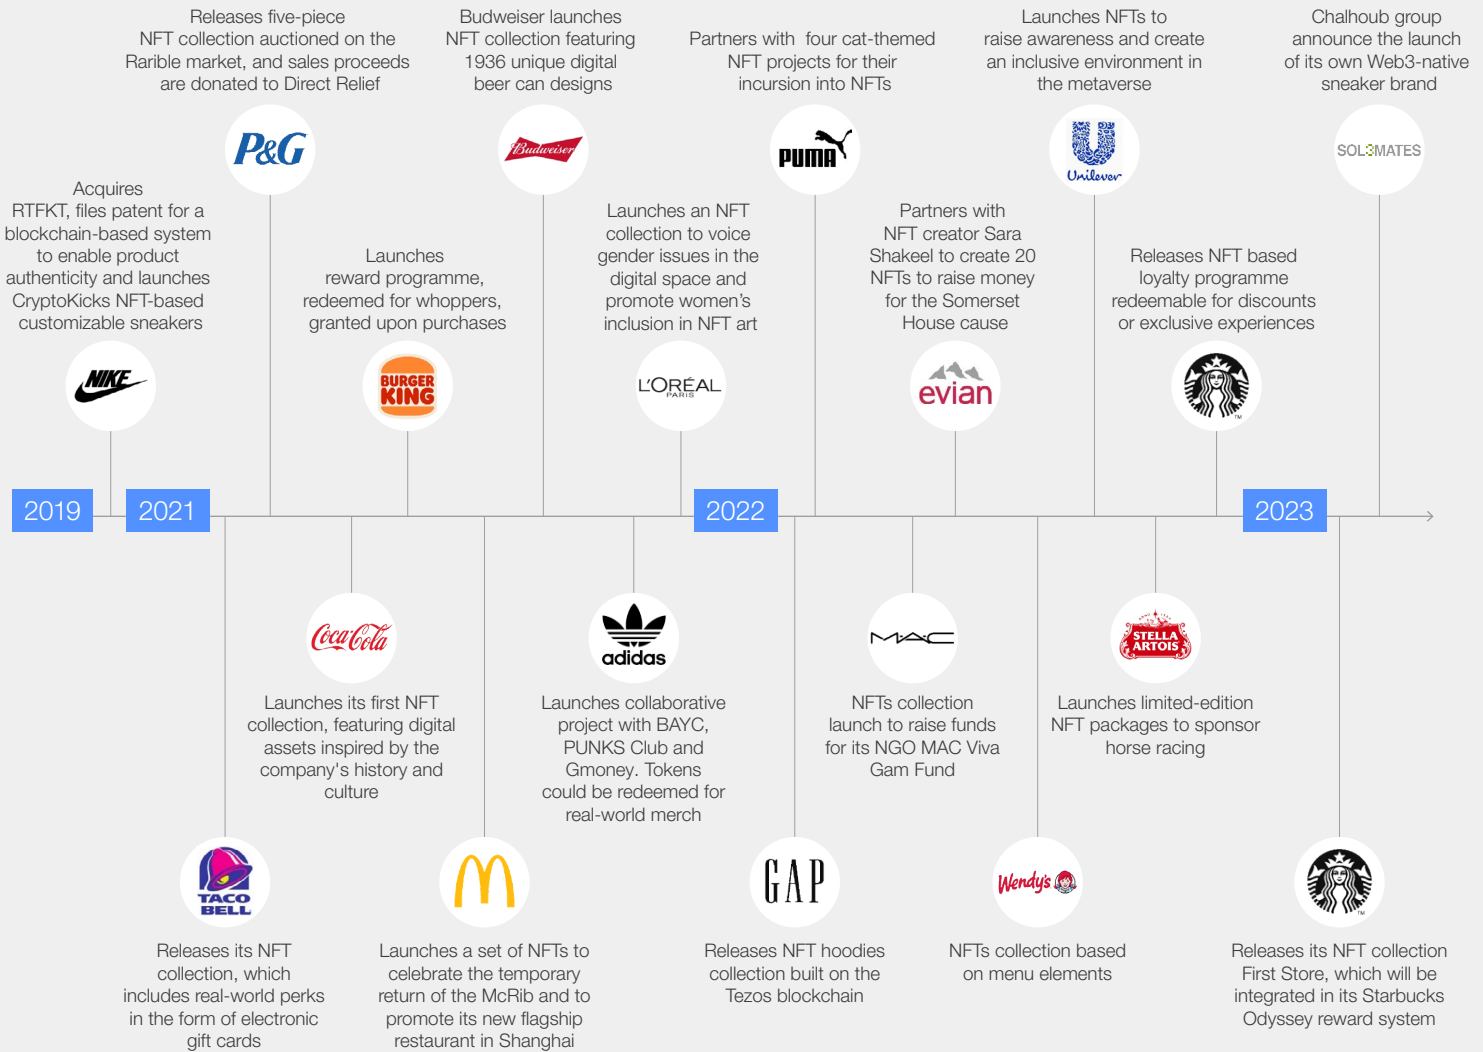 Releases five-piece
NFT collection auctioned on the
Rarible market, and sales proceeds
are donated to Direct Relief
P&G
Budweiser launches
NFT collection featuring
1936 unique digital
beer can designs
Budweiser
Partners with four cat-themed
NFT projects for their
incursion into NFTs
PUMA
Launches NFTs to
raise awareness and create
an inclusive environment in
the metaverse
Unilever
Chalhoub group
announce the launch
of its own Web3-native
sneaker brand
SOL3MATES
Acquires
RTFKT, files patent for a
blockchain-based system
to enable product
authenticity and launches
CryptoKicks NFT-based
customizable sneakers
NIKE
Launches
reward programme,
redeemed for whoppers,
granted upon purchases
BURGER
KING
Launches an NFT
collection to voice
gender issues in the
digital space and
promote women's
inclusion in NFT art
L'ORÉAL
PARIS
Partners with
NFT creator Sara
Shakeel to create 20
NFTs to raise money
for the Somerset
House cause
evian
Releases NFT based
loyalty programme
redeemable for discounts
or exclusive experiences
TM
2019
2021
2022
2023
Coca-Cola
Launches its first NFT
collection, featuring digital
assets inspired by the
company's history and
culture
adidas
Launches collaborative
project with BAYC,
PUNKS Club and
Gmoney. Tokens
could be redeemed for
real-world merch
M·A·C
NFTs collection
launch to raise funds
for its NGO MAC Viva
Gam Fund
STELLA
ARTOIS
Launches limited-edition
NFT packages to sponsor
horse racing
TACO
BELL
Releases its NFT
collection, which
includes real-world perks
in the form of electronic
gift cards
Launches a set of NFTs to
celebrate the temporary
return of the McRib and to
promote its new flagship
restaurant in Shanghai
GAP
Releases NFT hoodies
collection built on the
Tezos blockchain
Wendy's
NFTs collection based
on menu elements
TM
Releases its NFT collection
First Store, which will be
integrated in its Starbucks
Odyssey reward system